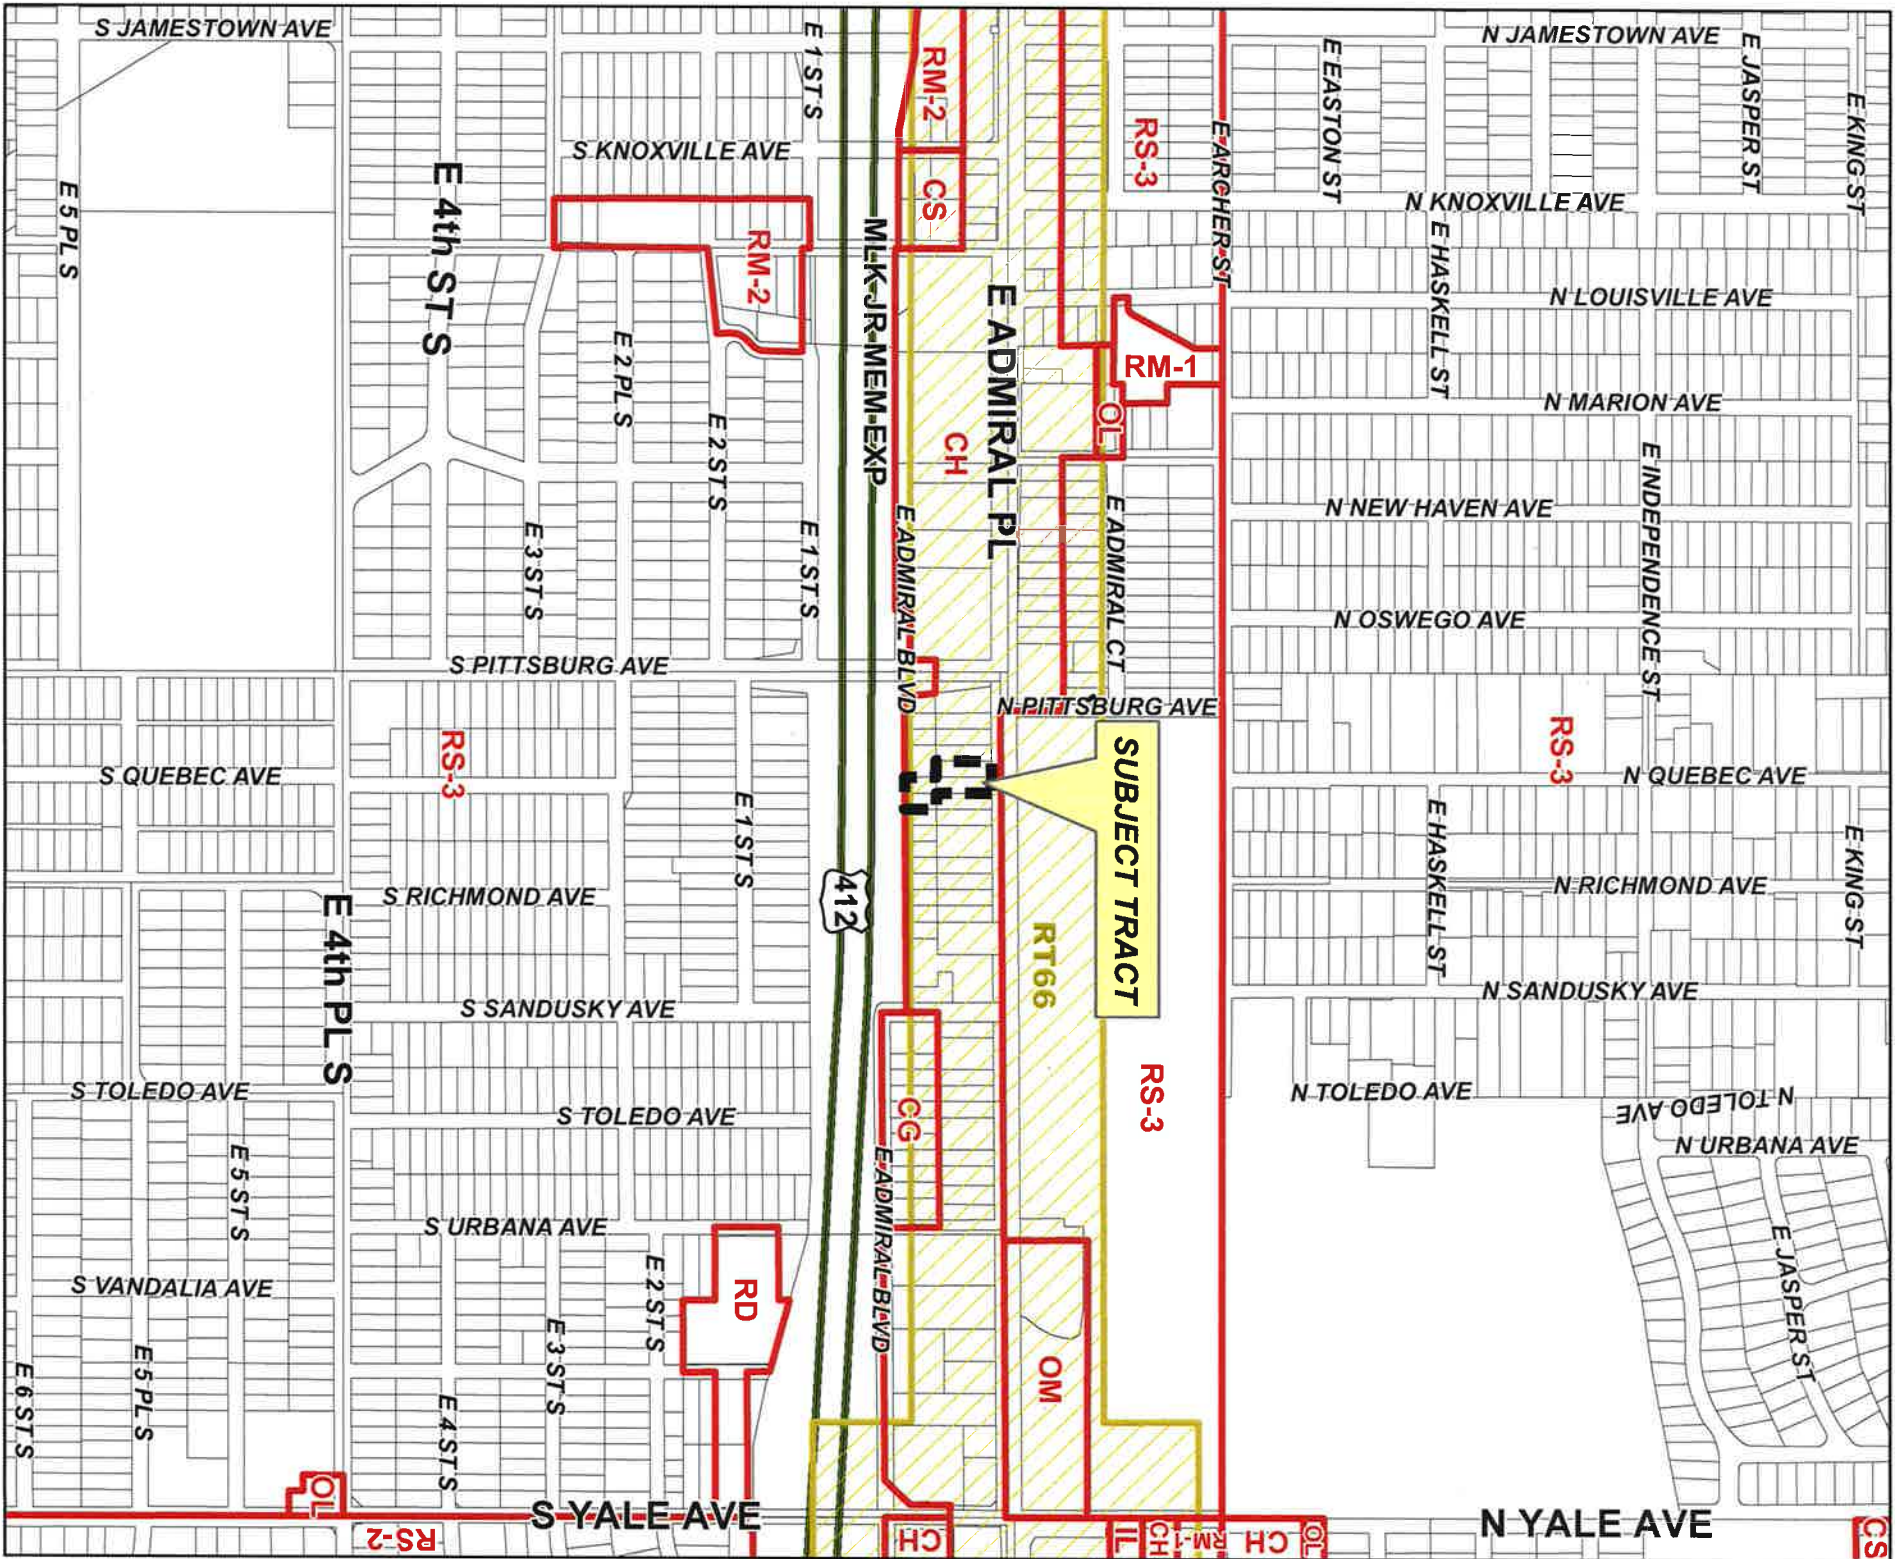 S JAMESTOWN AVE
N JAMESTOWN AVE
E 1 ST S
RM-2
RS-3
E ARCHER ST
E EASTON ST
E JASPER ST
E KING ST
S KNOXVILLE AVE
N KNOXVILLE AVE
E 5 PL S
E 4th ST S
RM-2
MLK JR MEM EXP
CS
E ADMIRAL PL
E HASKELL ST
N LOUISVILLE AVE
E 2 PL S
E 2 ST S
RM-1
OL
CH
N MARION AVE
E 3 ST S
E 1 ST S
E ADMIRAL BLVD
E ADMIRAL CT
N NEW HAVEN AVE
E INDEPENDENCE ST
N OSWEGO AVE
S PITTSBURG AVE
N PITTSBURG AVE
RS-3
SUBJECT TRACT
RS-3
S QUEBEC AVE
N QUEBEC AVE
E 1 ST S
E HASKELL ST
E KING ST
412
S RICHMOND AVE
N RICHMOND AVE
E 4th PL S
RT66
S SANDUSKY AVE
N SANDUSKY AVE
RS-3
CG
S TOLEDO AVE
S TOLEDO AVE
N TOLEDO AVE
N TOLEDO AVE
N URBANA AVE
E 5 ST S
E ADMIRAL BLVD
S URBANA AVE
S VANDALIA AVE
E 2 ST S
RD
E JASPER ST
E 6 ST S
E 5 PL S
E 3 ST S
E 4 ST S
OM
OL
S YALE AVE
N YALE AVE
RS-2
CH
IL
CH
RM-1
CH
OL
CS